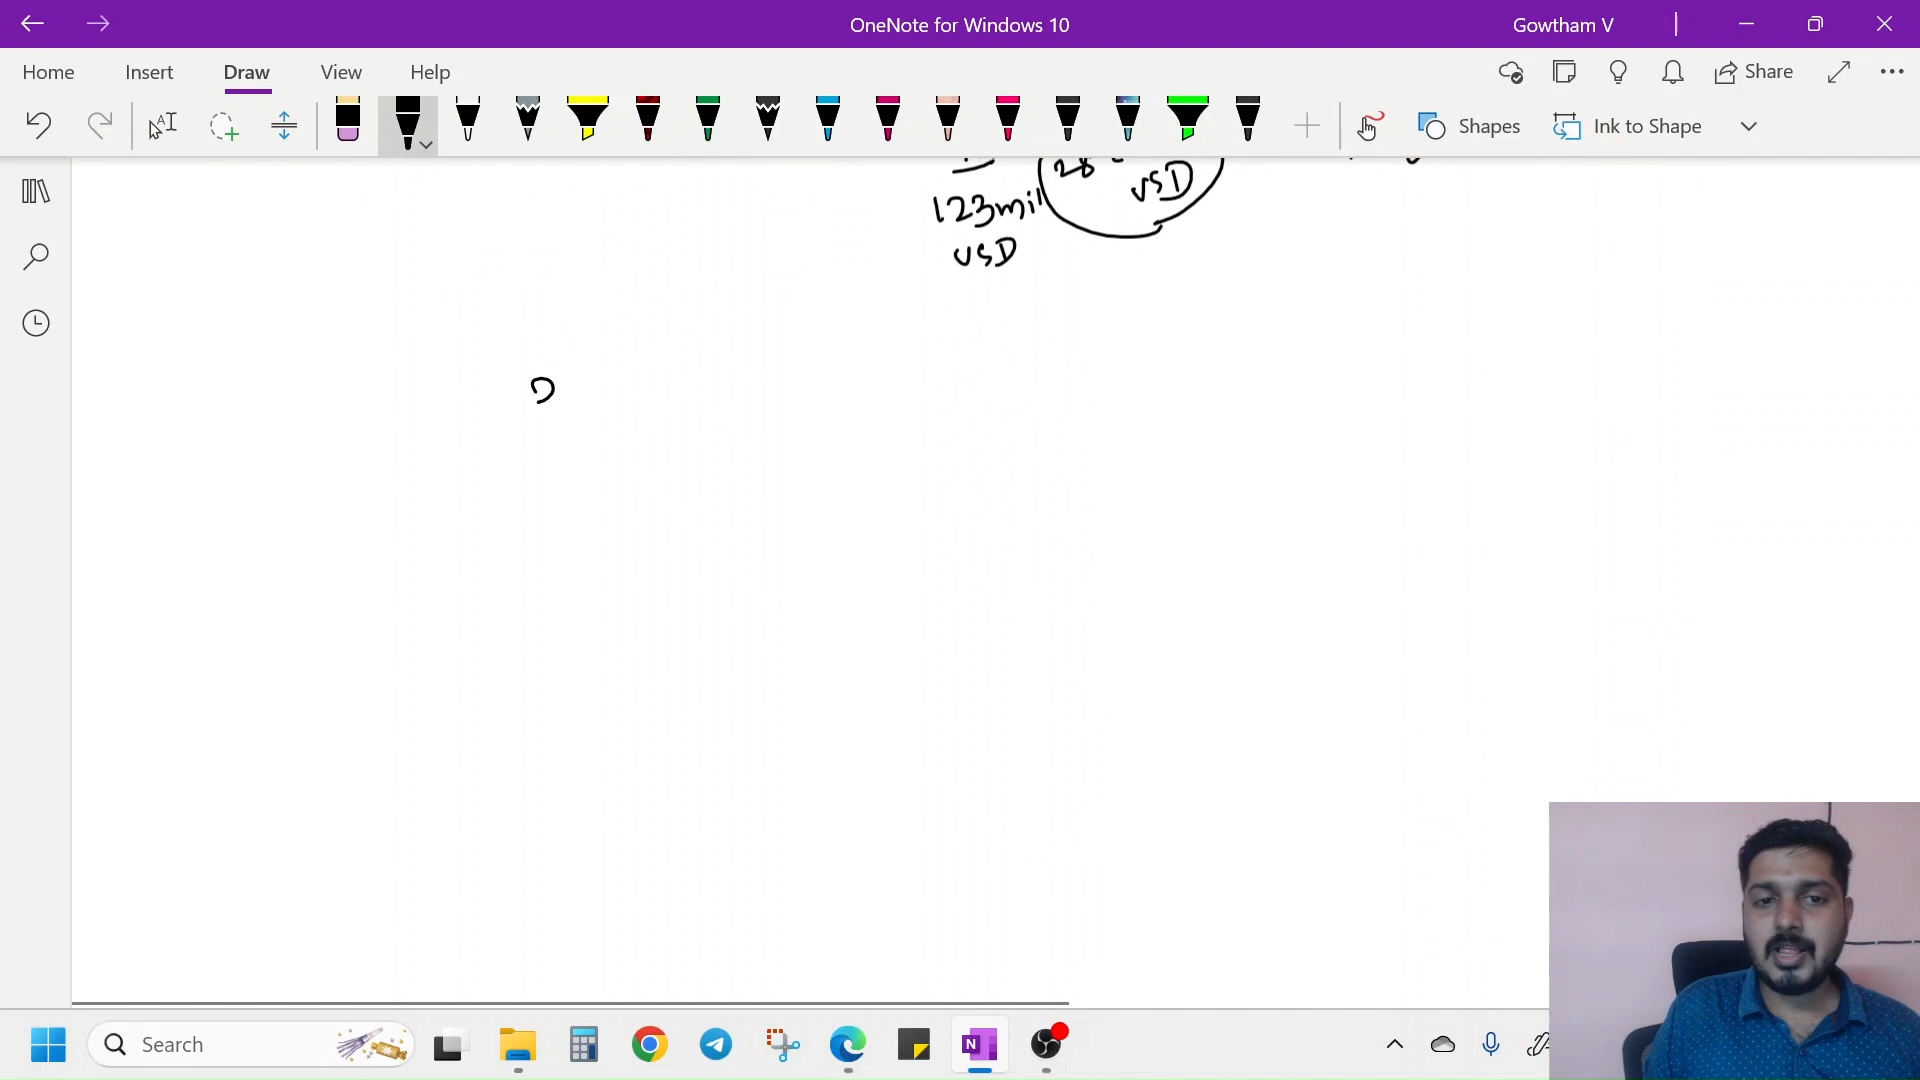 OneNote for Windows 10
Gowtham V
Home Insert Draw View Help
Share
Shapes
Ink to Shape
28
USD
123mil
USD
Search